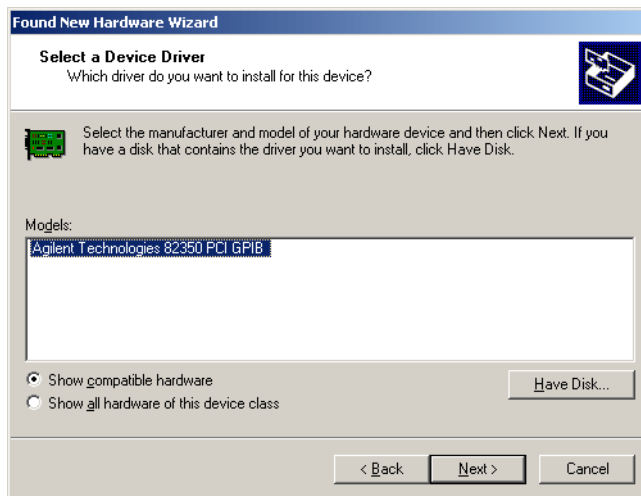 Found New Hardware Wizard
Select a Device Driver
Which driver do you want to install for this device?
Select the manufacturer and model of your hardware device and then click Next. If you
have a disk that contains the driver you want to install, click Have Disk.
Models:
Agilent Technologies 82350 PCI GPIB
Show compatible hardware
Have Disk...
Show all hardware of this device class
< Back
Next >
Cancel